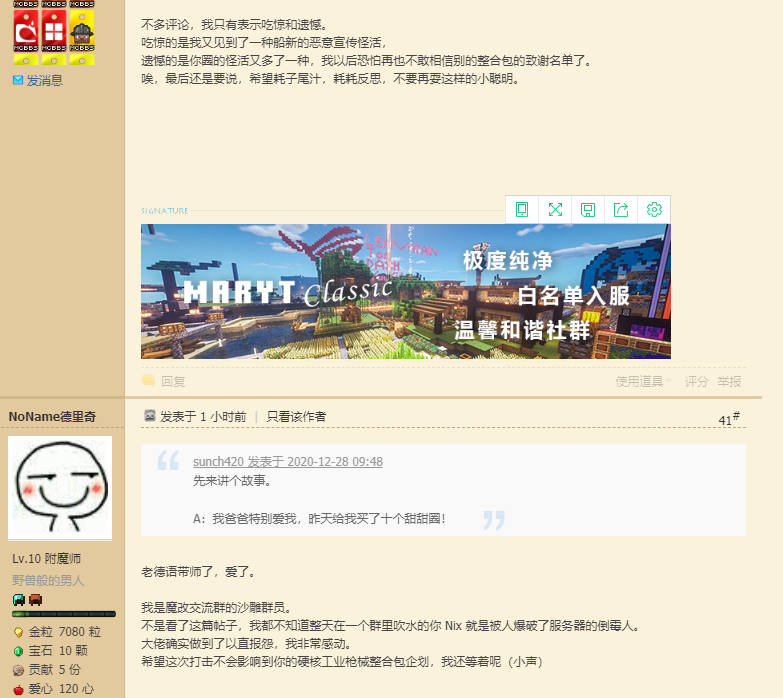 MCBBS MCBBS MCBBS
MCBBS MCBBS MCBBS
发消息
不多评论，我只有表示吃惊和遗憾。
吃惊的是我又见到了一种船新的恶意宣传怪活，
遗憾的是你圈的怪活又多了一种，我以后恐怕再也不敢相信别的整合包的致谢名单了。
唉，最后还是要说，希望耗子尾汁，耗耗反思，不要再耍这样的小聪明。
SIGNATURE
MARYT Classic
极度纯净
白名单入服
温馨和谐社群
回复
使用道具 评分 举报
NoName德里奇
发表于 1 小时前 | 只看该作者
41#
sunch420 发表于 2020-12-28 09:48
先来讲个故事。
A：我爸爸特别爱我，昨天给我买了十个甜甜圈！
Lv.10 附魔师
野兽般的男人
金粒 7080 粒
宝石 10 颗
贡献 5 份
爱心 120 心
老德语带师了，爱了。
我是魔改交流群的沙雕群员。
不是看了这篇帖子，我都不知道整天在一个群里吹水的你 Nix 就是被人爆破了服务器的倒霉人。
大佬确实做到了以直报怨，我非常感动。
希望这次打击不会影响到你的硬核工业枪械整合包企划，我还等着呢（小声）